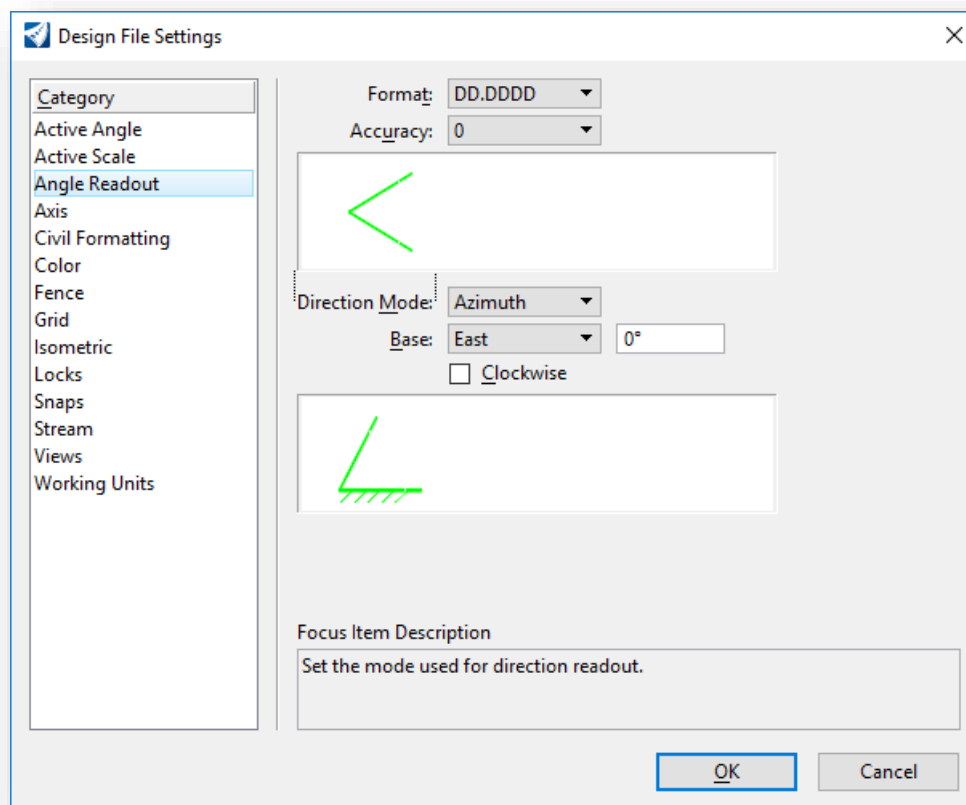 Design File Settings
Category
Active Angle
Active Scale
Angle Readout
Axis
Civil Formatting
Color
Fence
Grid
Isometric
Locks
Snaps
Stream
Views
Working Units
Format: DD.DDDD
Accuracy: 0
Direction Mode: Azimuth
Base: East 0°
Clockwise
Focus Item Description
Set the mode used for direction readout.
OK Cancel